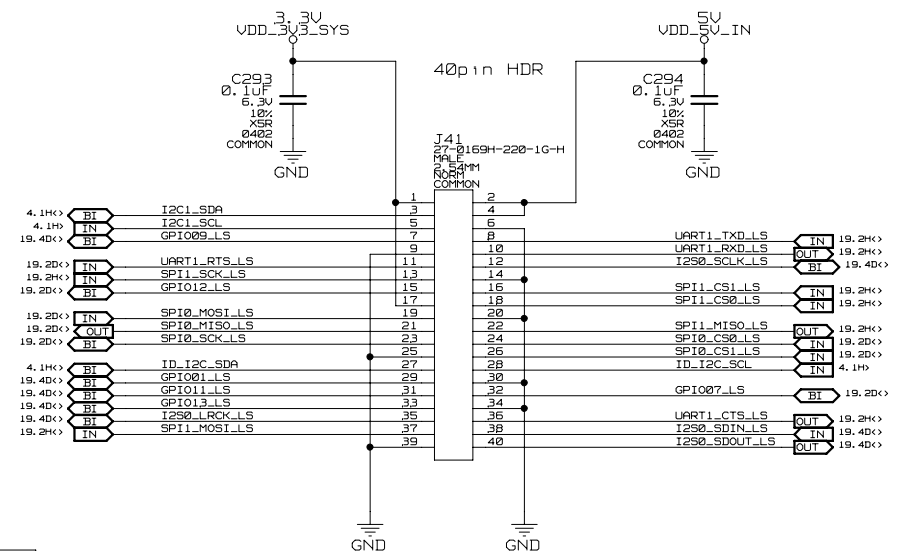 3.3V
VDD_3V3_SYS
5V
VDD_5V_IN
40pin HDR
C293
0.1uF
6.3V
10%
X5R
0402
COMMON
GND
C294
0.1uF
6.3V
10%
X5R
0402
COMMON
GND
J41
27-0169H-220-1G-H
MALE
2.54MM
NORM
COMMON
1 2
4.1H<> BI I2C1_SDA 3 4
4.1H> IN I2C1_SCL 5 6
19.4D<> BI GPIO09_LS 7 8 UART1_TXD_LS IN 19.2H<>
9 10 UART1_RXD_LS OUT 19.2H<>
19.2D<> IN UART1_RTS_LS 11 12 I2S0_SCLK_LS BI 19.4D<>
19.2H<> IN SPI1_SCK_LS 13 14
19.2D<> BI GPIO12_LS 15 16 SPI1_CS1_LS IN 19.2H<>
17 18 SPI1_CS0_LS IN 19.2H<>
19.2D<> IN SPI0_MOSI_LS 19 20
19.2D<> OUT SPI0_MISO_LS 21 22 SPI1_MISO_LS OUT 19.2H<>
19.2D<> BI SPI0_SCK_LS 23 24 SPI0_CS0_LS IN 19.2D<>
25 26 SPI0_CS1_LS IN 19.2D<>
4.1H<> BI ID_I2C_SDA 27 28 ID_I2C_SCL IN 4.1H>
19.4D<> BI GPIO01_LS 29 30
19.4D<> BI GPIO11_LS 31 32 GPIO07_LS BI 19.2D<>
19.4D<> BI GPIO13_LS 33 34
19.4D<> BI I2S0_LRCK_LS 35 36 UART1_CTS_LS OUT 19.2H<>
19.2H<> IN SPI1_MOSI_LS 37 38 I2S0_SDIN_LS IN 19.4D<>
39 40 I2S0_SDOUT_LS OUT 19.4D<>
GND
GND